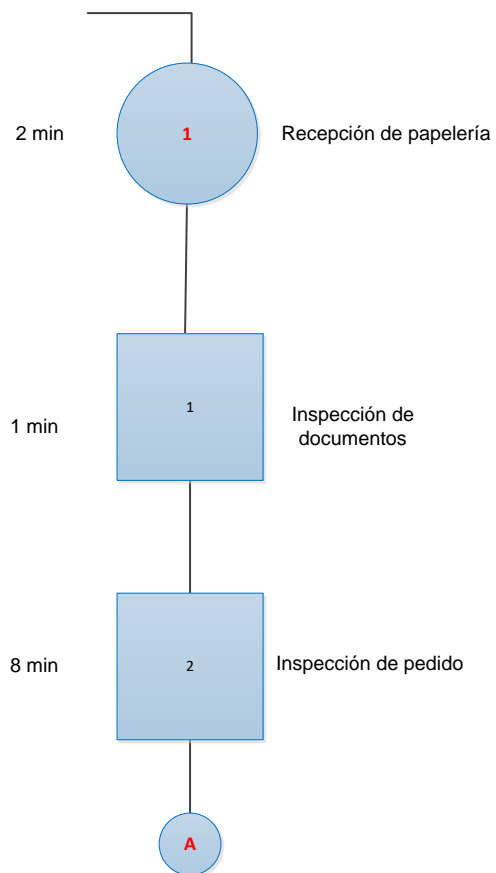 2 min
1
Recepción de papelería
1 min
1
Inspección de
documentos
8 min
2
Inspección de pedido
A